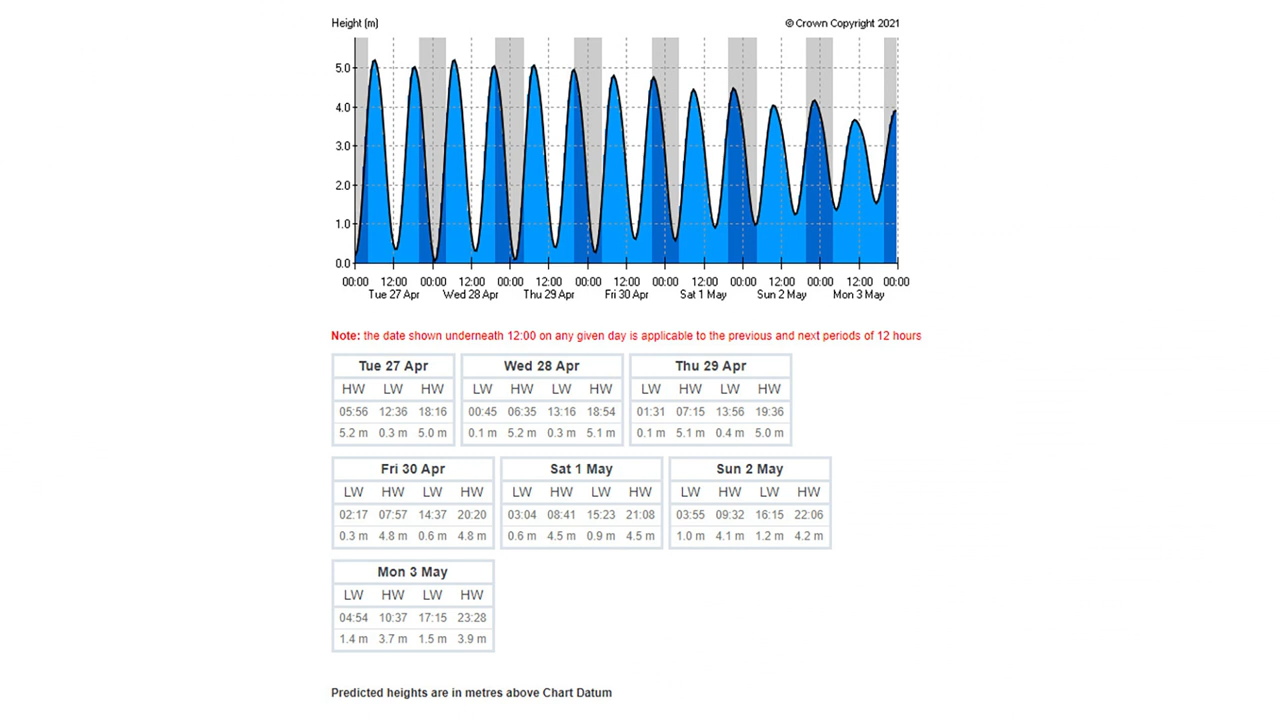 Height (m) © Crown Copyright 2021
5.0
4.0
3.0
2.0
1.0
0.0
00:00 12:00 00:00 12:00 00:00 12:00 00:00 12:00 00:00 12:00 00:00 12:00 00:00 12:00 00:00
Tue 27 Apr Wed 28 Apr Thu 29 Apr Fri 30 Apr Sat 1 May Sun 2 May Mon 3 May
Note: the date shown underneath 12:00 on any given day is applicable to the previous and next periods of 12 hours
Tue 27 Apr
HW LW HW
05:56 12:36 18:16
5.2 m 0.3 m 5.0 m
Wed 28 Apr
LW HW LW HW
00:45 06:35 13:16 18:54
0.1 m 5.2 m 0.3 m 5.1 m
Thu 29 Apr
LW HW LW HW
01:31 07:15 13:56 19:36
0.1 m 5.1 m 0.4 m 5.0 m
Fri 30 Apr
LW HW LW HW
02:17 07:57 14:37 20:20
0.3 m 4.8 m 0.6 m 4.8 m
Sat 1 May
LW HW LW HW
03:04 08:41 15:23 21:08
0.6 m 4.5 m 0.9 m 4.5 m
Sun 2 May
LW HW LW HW
03:55 09:32 16:15 22:06
1.0 m 4.1 m 1.2 m 4.2 m
Mon 3 May
LW HW LW HW
04:54 10:37 17:15 23:28
1.4 m 3.7 m 1.5 m 3.9 m
Predicted heights are in metres above Chart Datum